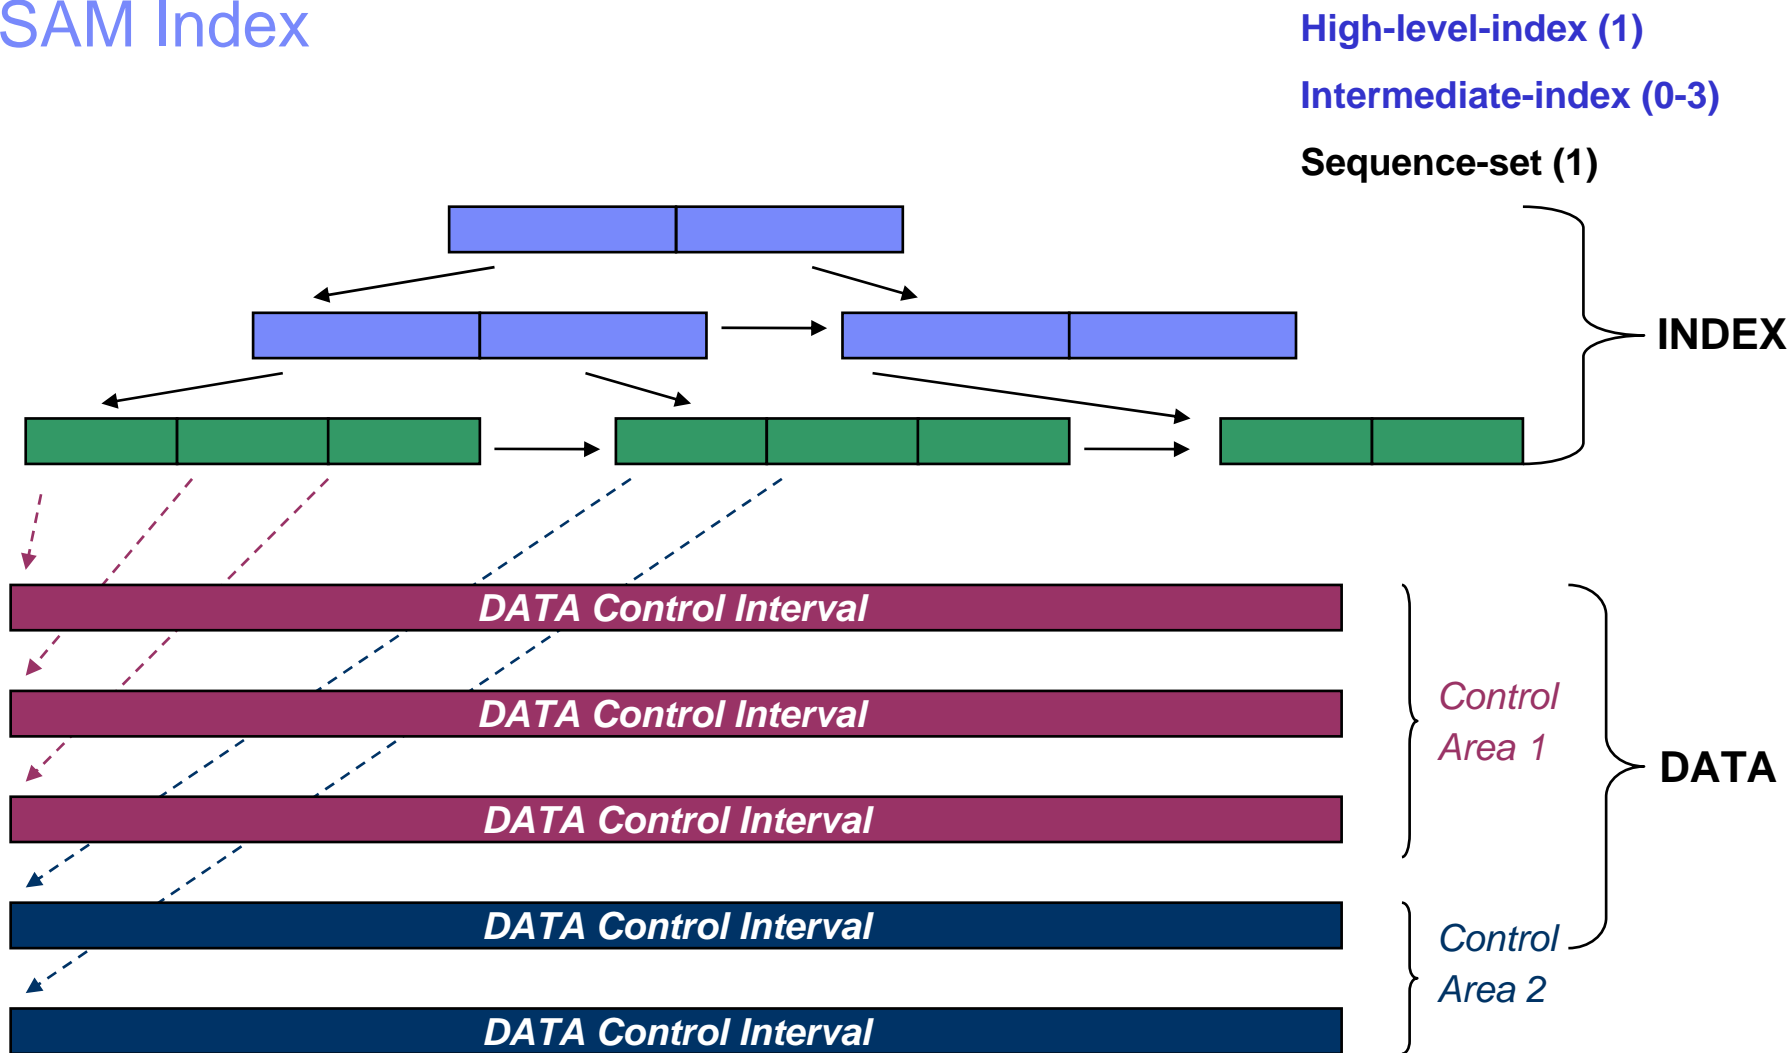 SAM Index
High-level-index (1)
Intermediate-index (0-3)
Sequence-set (1)
INDEX
DATA Control Interval
DATA Control Interval
DATA Control Interval
Control
Area 1
DATA
DATA Control Interval
DATA Control Interval
Control
Area 2